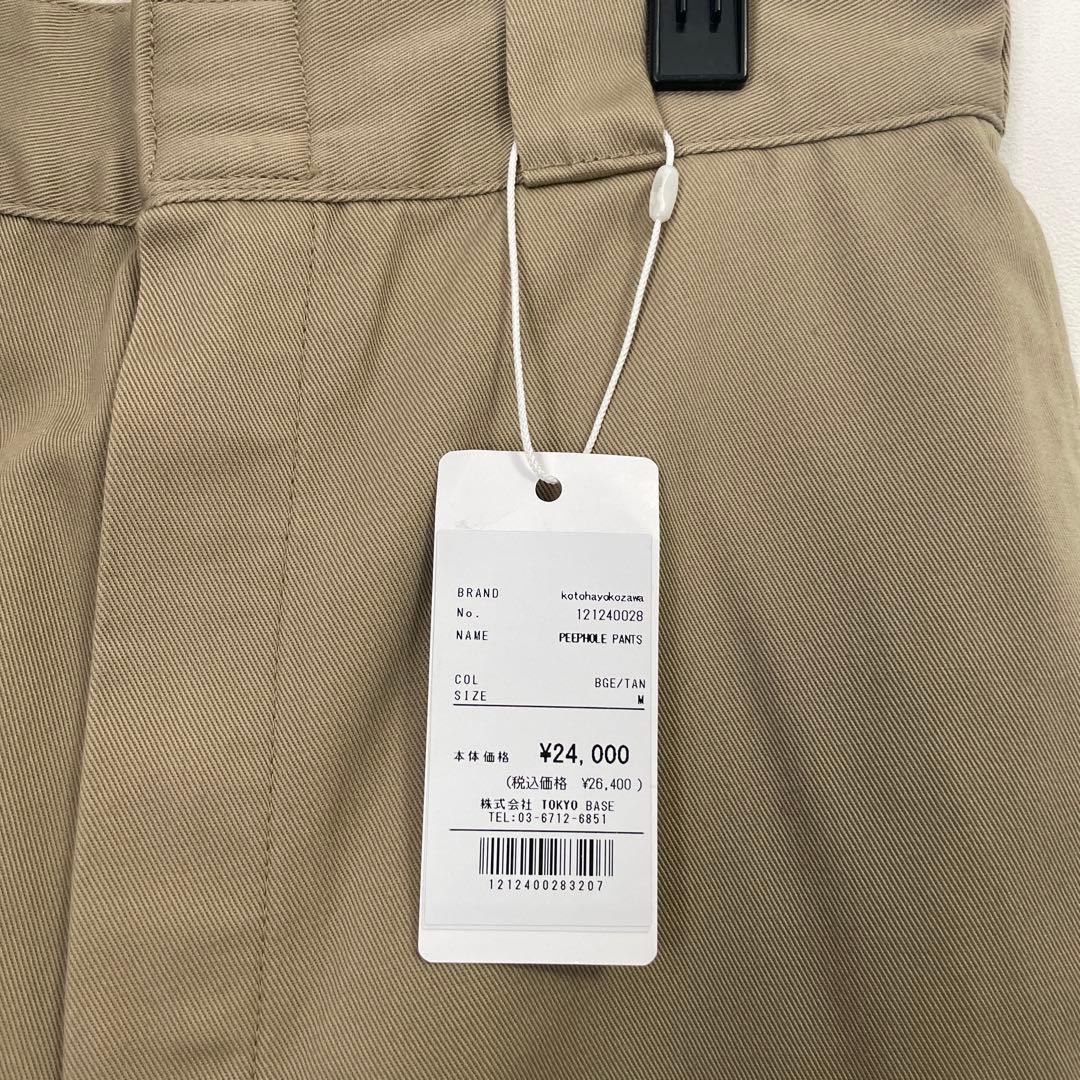 BRAND kotohayokozawa
No. 121240028
NAME PEEPHOLE PANTS
COL BGE/TAN
SIZE M
本体価格 ¥24,000
(税込価格 ¥26,400 )
株式会社 TOKYO BASE
TEL:03-6712-6851
1212400283207